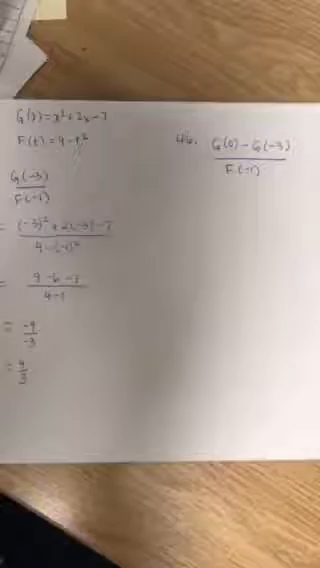 G(x)=x²+2x-7
F(t)=4-t²
G(-3)
F(-1)
= (-3)²+2(-3)-7
4-(-1)²
= 9-6-7
4-1
= -4
-3
= 4
3
46. G(0)-G(-3)
F(-1)